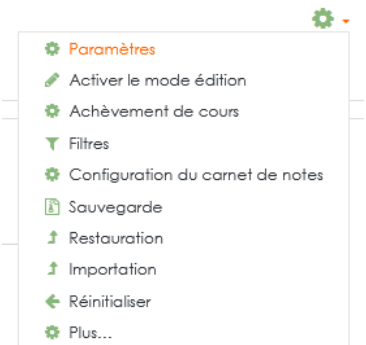 Paramètres
Activer le mode édition
Achèvement de cours
Filtres
Configuration du carnet de notes
Sauvegarde
Restauration
Importation
Réinitialiser
Plus...